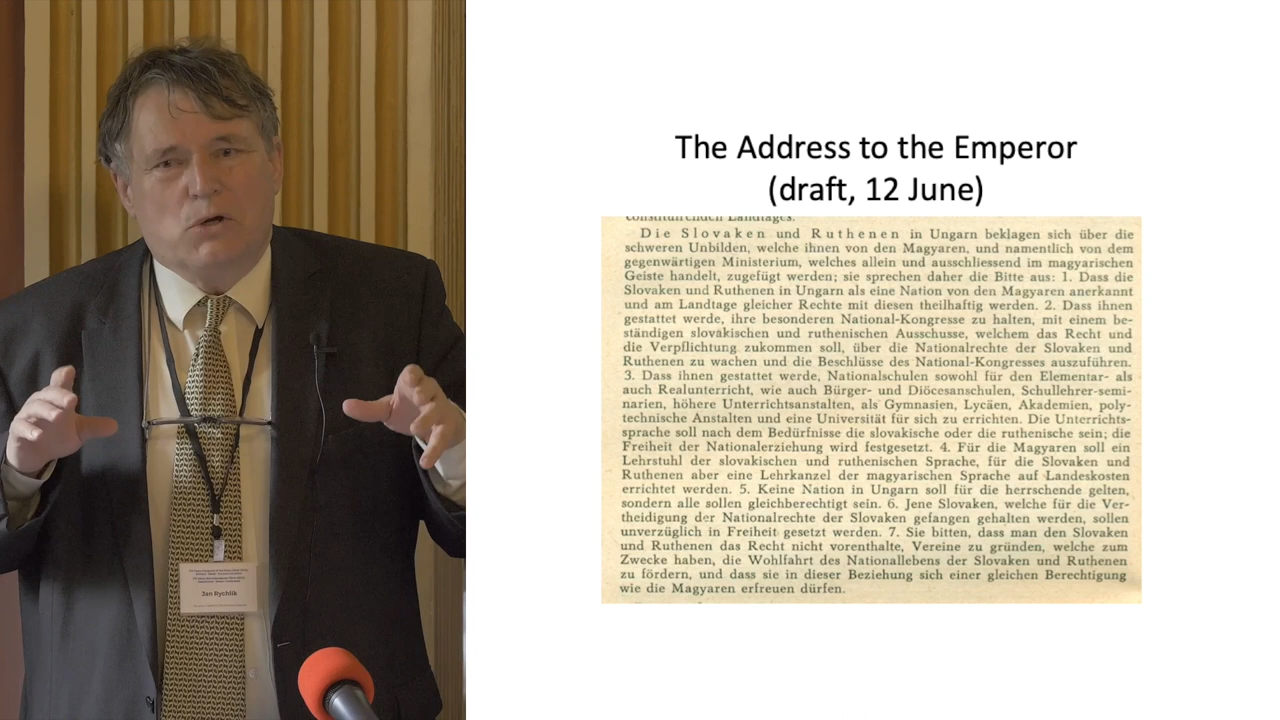 The Address to the Emperor
(draft, 12 June)
constituirenden Landtages.
Die Slovaken und Ruthenen in Ungarn beklagen sich über die
schweren Unbilden, welche ihnen von den Magyaren, und namentlich von dem
gegenwärtigen Ministerium, welches allein und ausschliessend im magyarischen
Geiste handelt, zugefügt werden; sie sprechen daher die Bitte aus: 1. Dass die
Slovaken und Ruthenen in Ungarn als eine Nation von den Magyaren anerkannt
und am Landtage gleicher Rechte mit diesen theilhaftig werden. 2. Dass ihnen
gestattet werde, ihre besonderen National-Kongresse zu halten, mit einem be-
ständigen slovakischen und ruthenischen Ausschusse, welchem das Recht und
die Verpflichtung zukommen soll, über die Nationalrechte der Slovaken und
Ruthenen zu wachen und die Beschlüsse des National-Kongresses auszuführen.
3. Dass ihnen gestattet werde, Nationalschulen sowohl für den Elementar- als
auch Realunterricht, wie auch Bürger- und Diöcesanschulen, Schullehrer-semi-
narien, höhere Unterrichtsanstalten, als Gymnasien, Lycäen, Akademien, poly-
technische Anstalten und eine Universität für sich zu errichten. Die Unterrichts-
sprache soll nach dem Bedürfnisse die slovakische oder die ruthenische sein; die
Freiheit der Nationalerziehung wird festgesetzt. 4. Für die Magyaren soll ein
Lehrstuhl der slovakischen und ruthenischen Sprache, für die Slovaken und
Ruthenen aber eine Lehrkanzel der magyarischen Sprache auf Landeskosten
errichtet werden. 5. Keine Nation in Ungarn soll für die herrschende gelten,
sondern alle sollen gleichberechtigt sein. 6. Jene Slovaken, welche für die Ver-
theidigung der Nationalrechte der Slovaken gefangen gehalten werden, sollen
unverzüglich in Freiheit gesetzt werden. 7. Sie bitten, dass man den Slovaken
und Ruthenen das Recht nicht vorenthalte, Vereine zu gründen, welche zum
Zwecke haben, die Wohlfahrt des Nationallebens der Slovaken und Ruthenen
zu fördern, und dass sie in dieser Beziehung sich einer gleichen Berechtigung
wie die Magyaren erfreuen dürfen.
Jan Rychlík